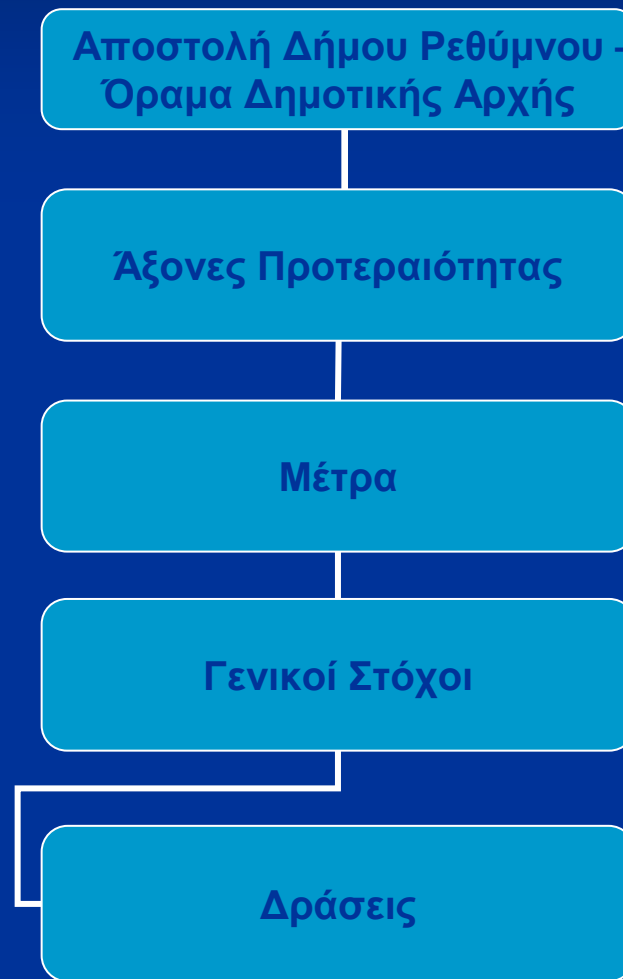 Αποστολή Δήμου Ρεθύμνου -
Όραμα Δημοτικής Αρχής
Άξονες Προτεραιότητας
Μέτρα
Γενικοί Στόχοι
Δράσεις